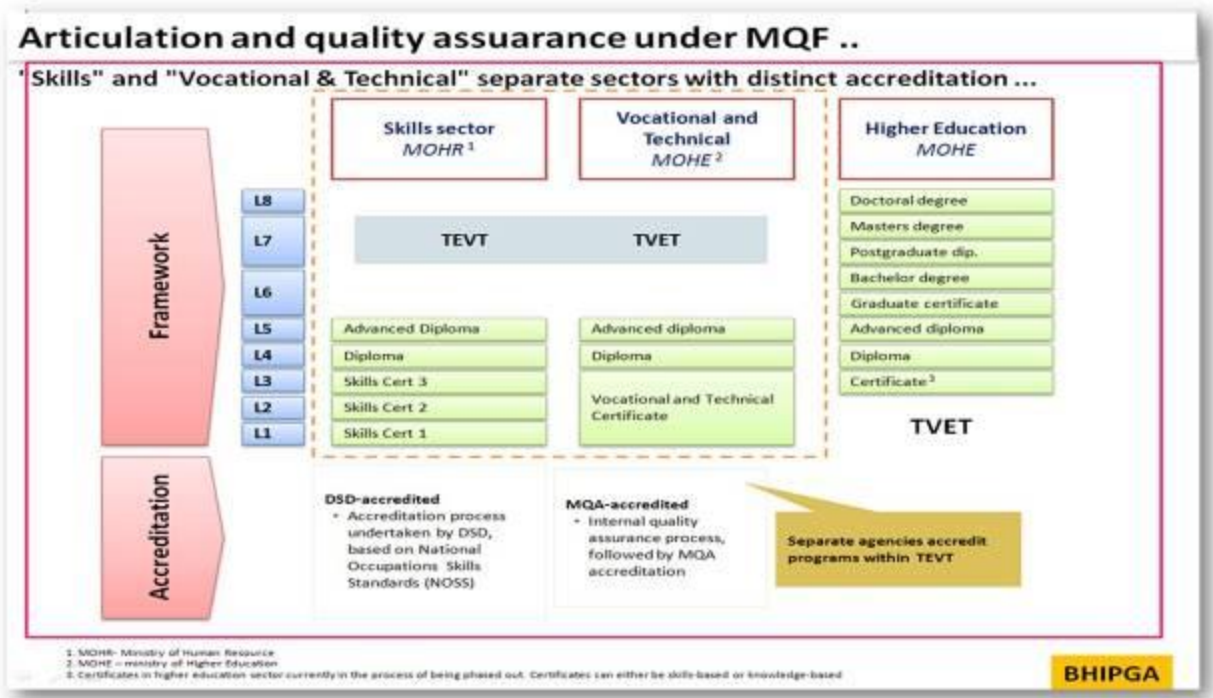 Articulation and quality assuarance under MQF ..
"Skills" and "Vocational & Technical" separate sectors with distinct accreditation ...
Framework
L8
L7
L6
L5
L4
L3
L2
L1
Skills sector
MOHR 1
TEVT
Advanced Diploma
Diploma
Skills Cert 3
Skills Cert 2
Skills Cert 1
Vocational and
Technical
MOHE 2
TVET
Advanced diploma
Diploma
Vocational and Technical
Certificate
Higher Education
MOHE
Doctoral degree
Masters degree
Postgraduate dip.
Bachelor degree
Graduate certificate
Advanced diploma
Diploma
Certificate 3
TVET
Accreditation
DSD-accredited
• Accreditation process
undertaken by DSD,
based on National
Occupations Skills
Standards (NOSS)
MQA-accredited
• Internal quality
assurance process,
followed by MQA
accreditation
Separate agencies accredit
programs within TEVT
1. MOHR- Ministry of Human Resource
2. MOHE – ministry of Higher Education
3. Certificates in higher education sector currently in the process of being phased out. Certificates can either be skills-based or knowledge-based
BHIPGA